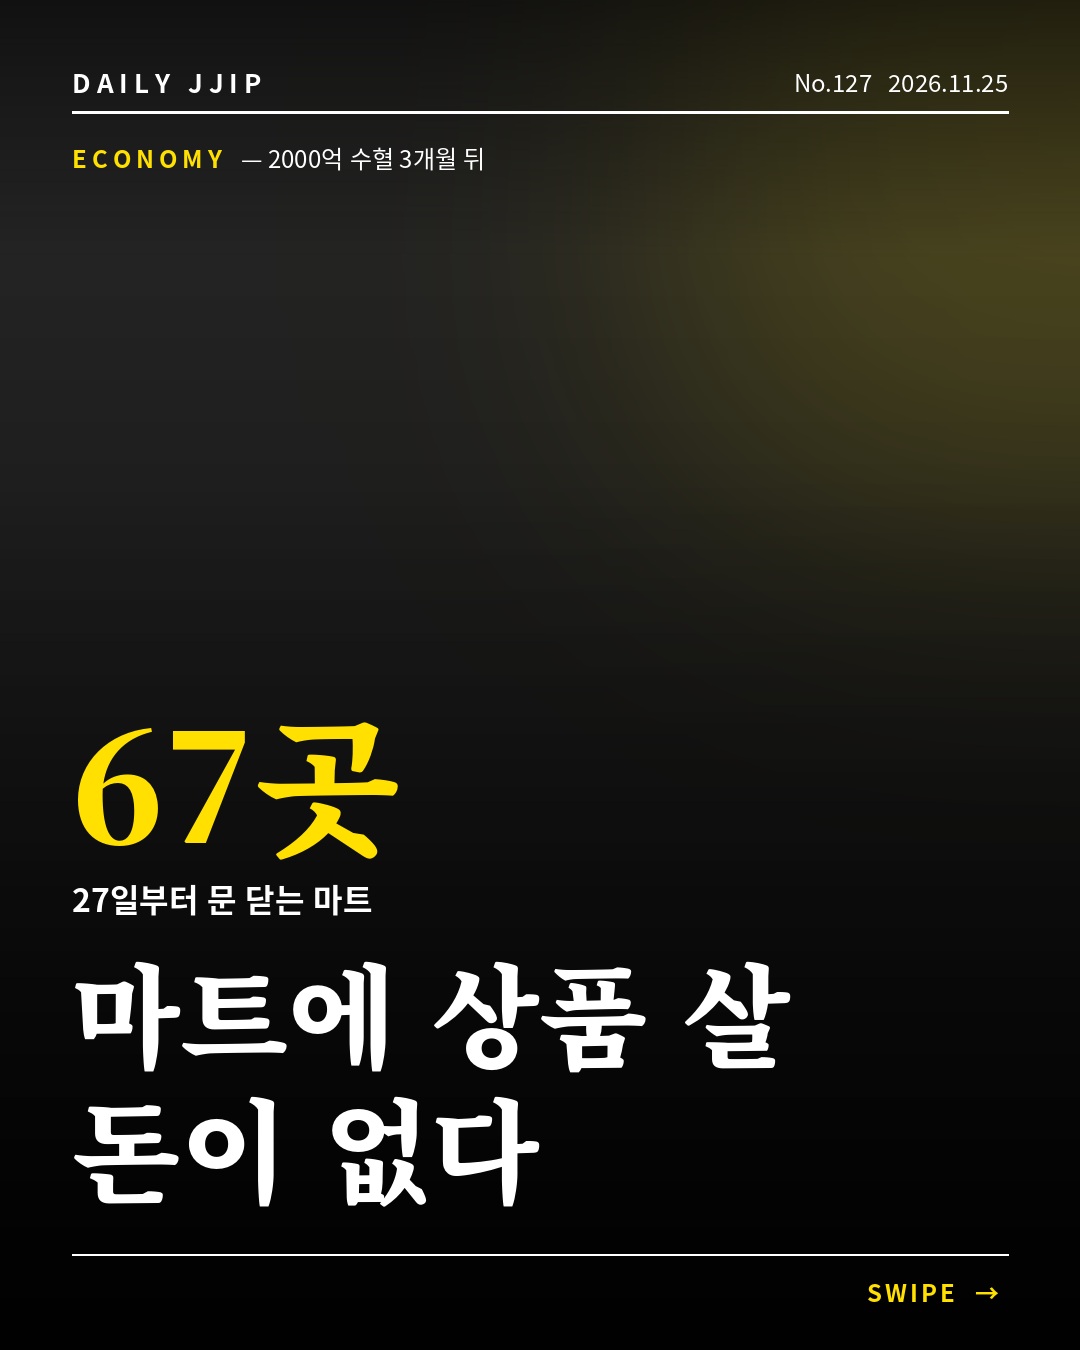 DAILY JJIP
No.127 2026.11.25
ECONOMY — 2000억 수혈 3개월 뒤
67곳
27일부터 문 닫는 마트
마트에 상품 살
돈이 없다
SWIPE →